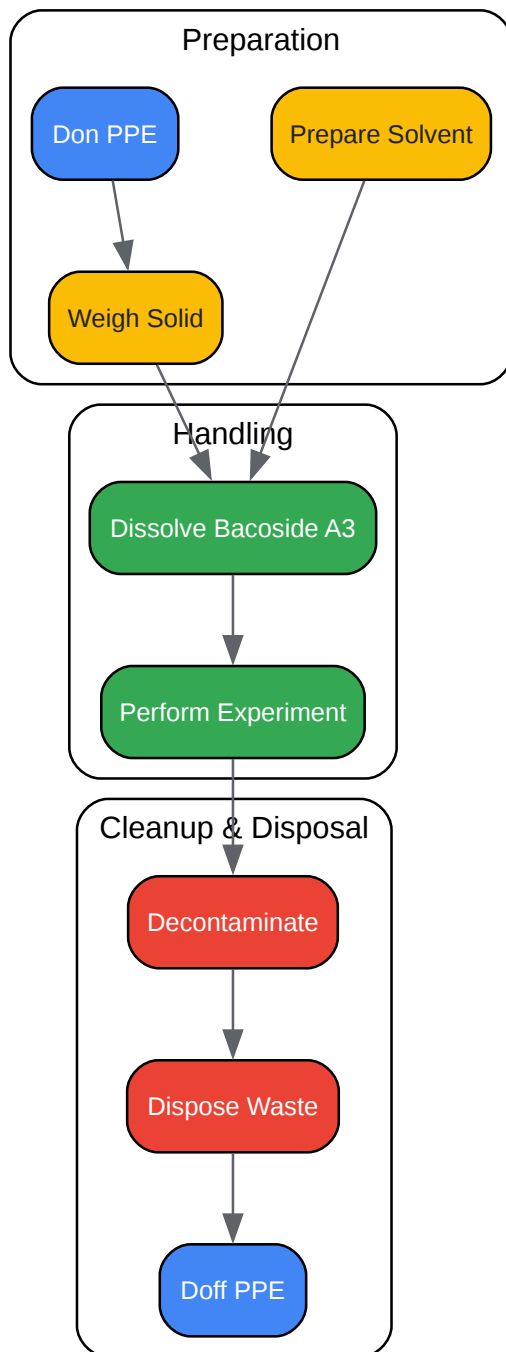 Preparation
Don PPE
Prepare Solvent
Weigh Solid
Handling
Dissolve Bacoside A3
Perform Experiment
Cleanup & Disposal
Decontaminate
Dispose Waste
Doff PPE